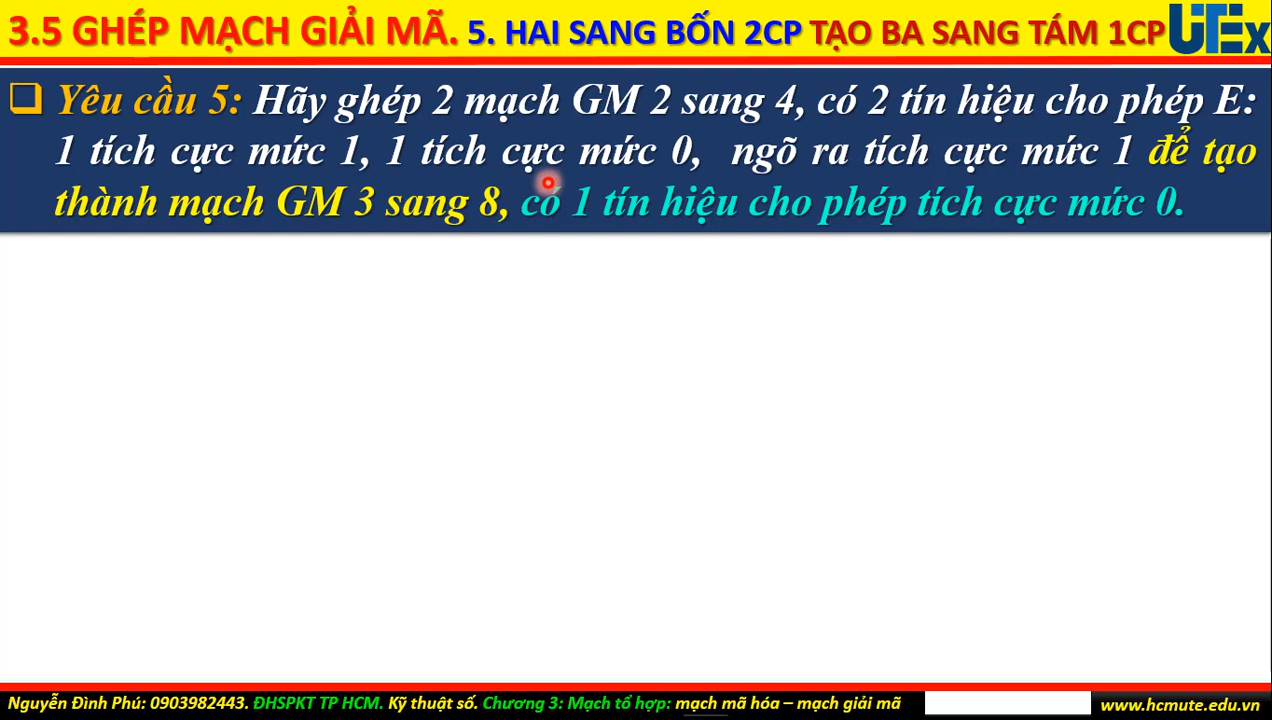 3.5 GHÉP MẠCH GIẢI MÃ. 5. HAI SANG BỐN 2CP TẠO BA SANG TÁM 1CP UTEx
Yêu cầu 5: Hãy ghép 2 mạch GM 2 sang 4, có 2 tín hiệu cho phép E:
1 tích cực mức 1, 1 tích cực mức 0, ngõ ra tích cực mức 1 để tạo
thành mạch GM 3 sang 8, có 1 tín hiệu cho phép tích cực mức 0.
Nguyễn Đình Phú: 0903982443. ĐHSPKT TP HCM. Kỹ thuật số. Chương 3: Mạch tổ hợp: mạch mã hóa – mạch giải mã www.hcmute.edu.vn